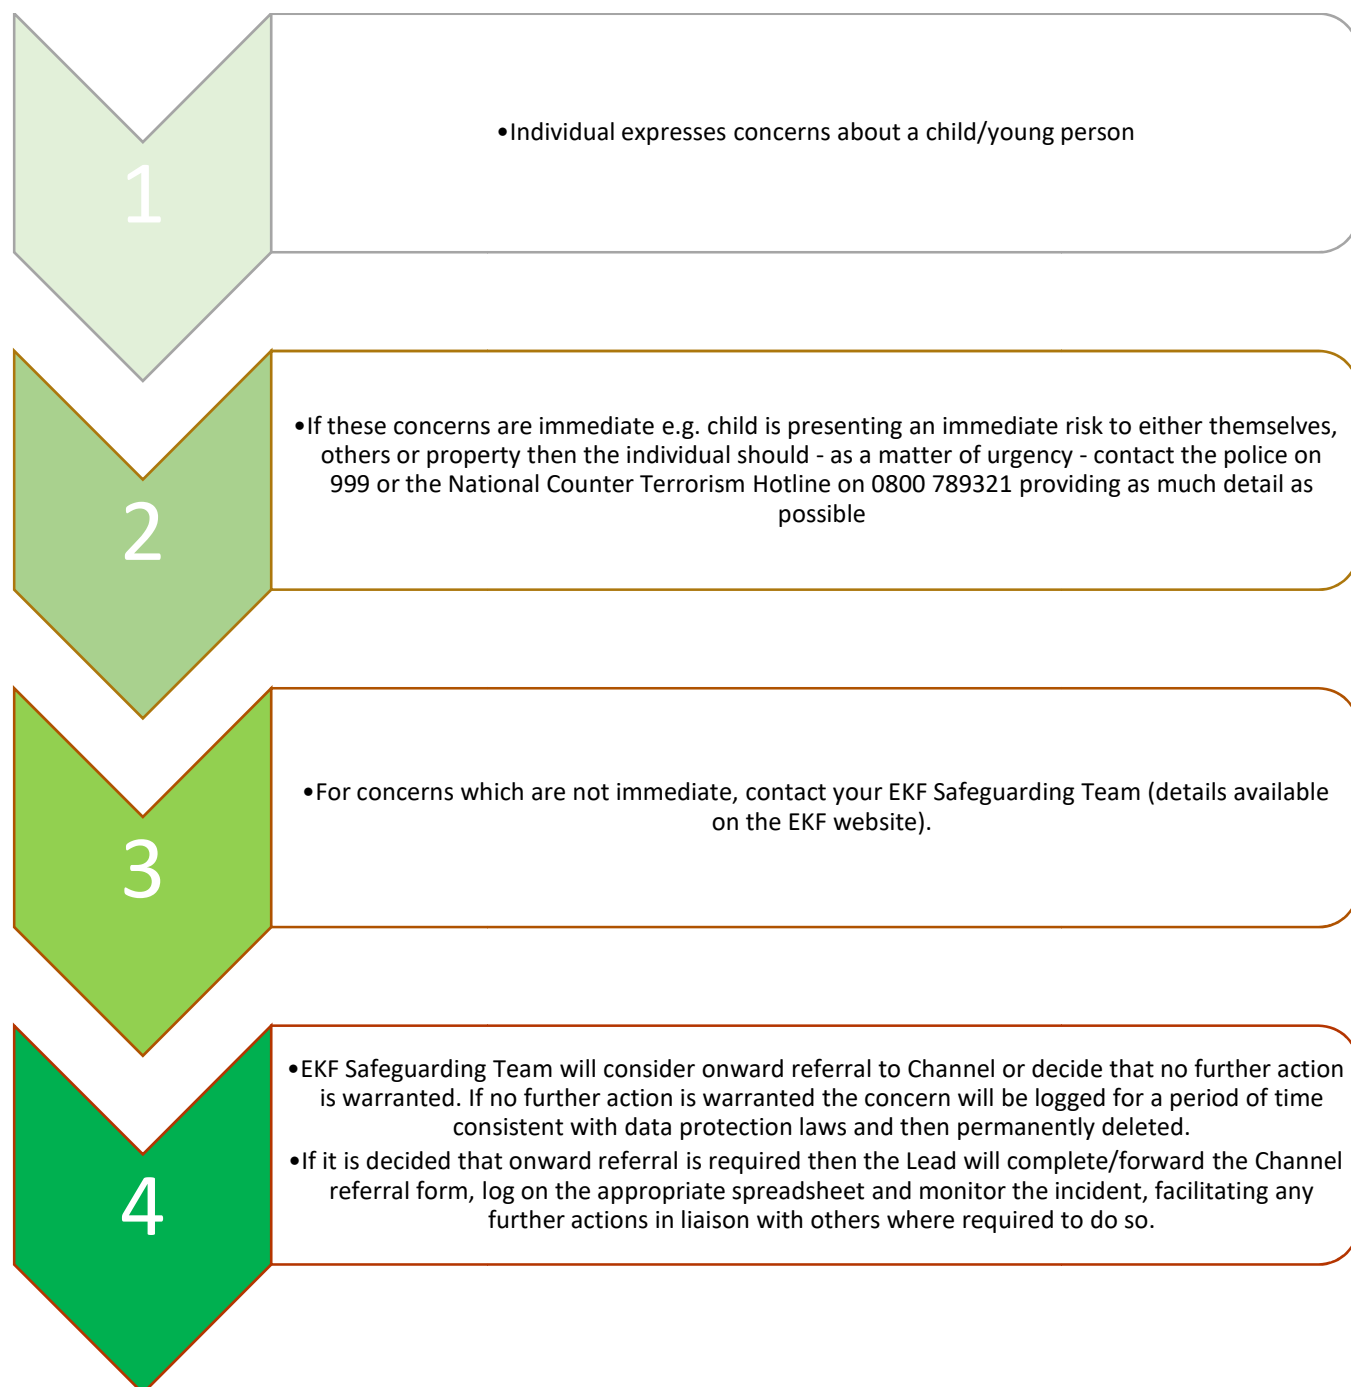 1
•Individual expresses concerns about a child/young person
2
•If these concerns are immediate e.g. child is presenting an immediate risk to either themselves,
others or property then the individual should - as a matter of urgency - contact the police on
999 or the National Counter Terrorism Hotline on 0800 789321 providing as much detail as
possible
3
•For concerns which are not immediate, contact your EKF Safeguarding Team (details available
on the EKF website).
4
•EKF Safeguarding Team will consider onward referral to Channel or decide that no further action
is warranted. If no further action is warranted the concern will be logged for a period of time
consistent with data protection laws and then permanently deleted.
•If it is decided that onward referral is required then the Lead will complete/forward the Channel
referral form, log on the appropriate spreadsheet and monitor the incident, facilitating any
further actions in liaison with others where required to do so.